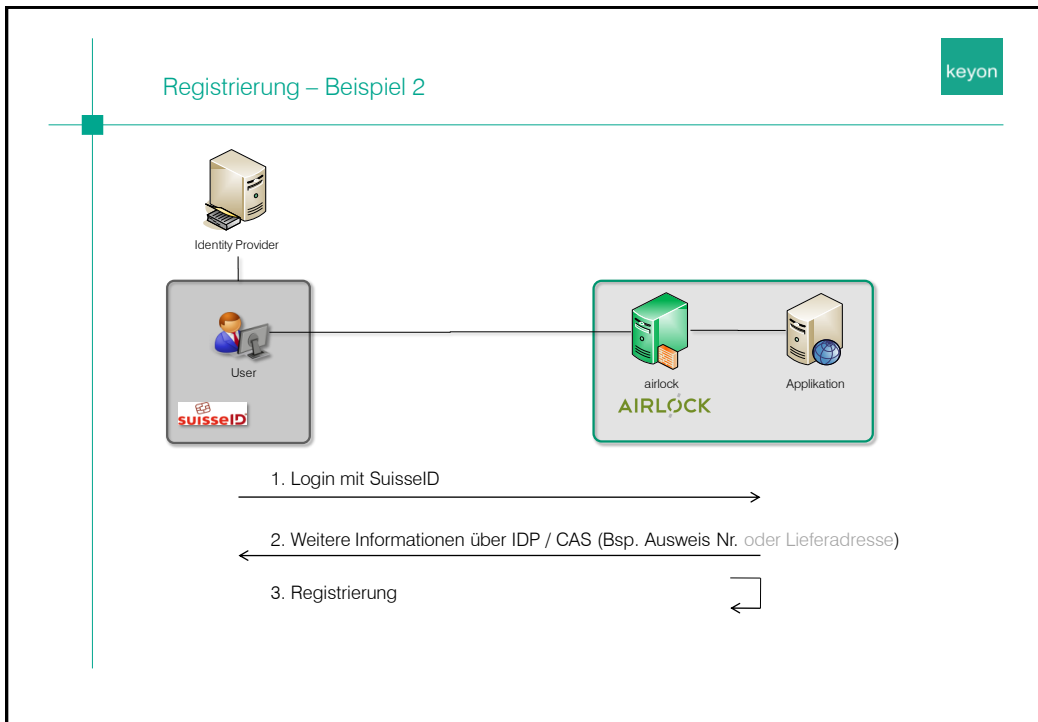 Registrierung – Beispiel 2
keyon
Identity Provider
User
suisseID
airlock
AIRLOCK
Applikation
1. Login mit SuisseID
2. Weitere Informationen über IDP / CAS (Bsp. Ausweis Nr. oder Lieferadresse)
3. Registrierung